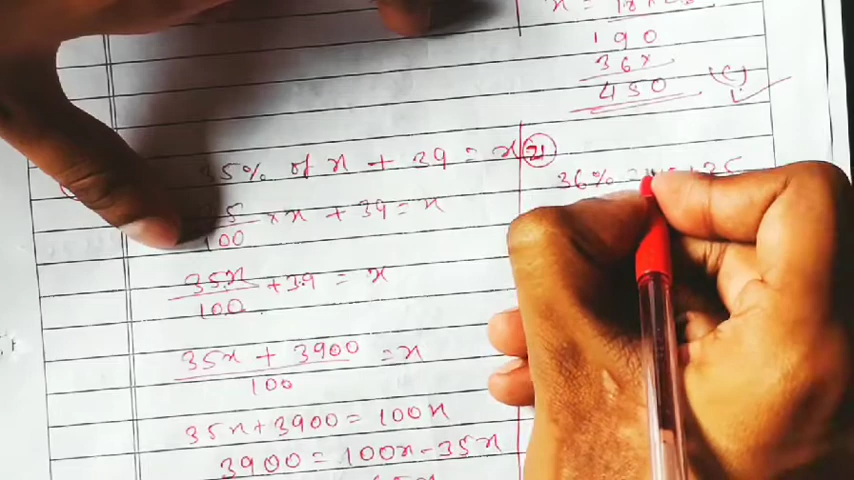 35% of x + 39 = x
35/100 × x + 39 = x
35x/100 + 39 = x
35x + 3900/100 = x
35x + 3900 = 100x
3900 = 100x - 35x
190
36x
450 (c)
21
36% =